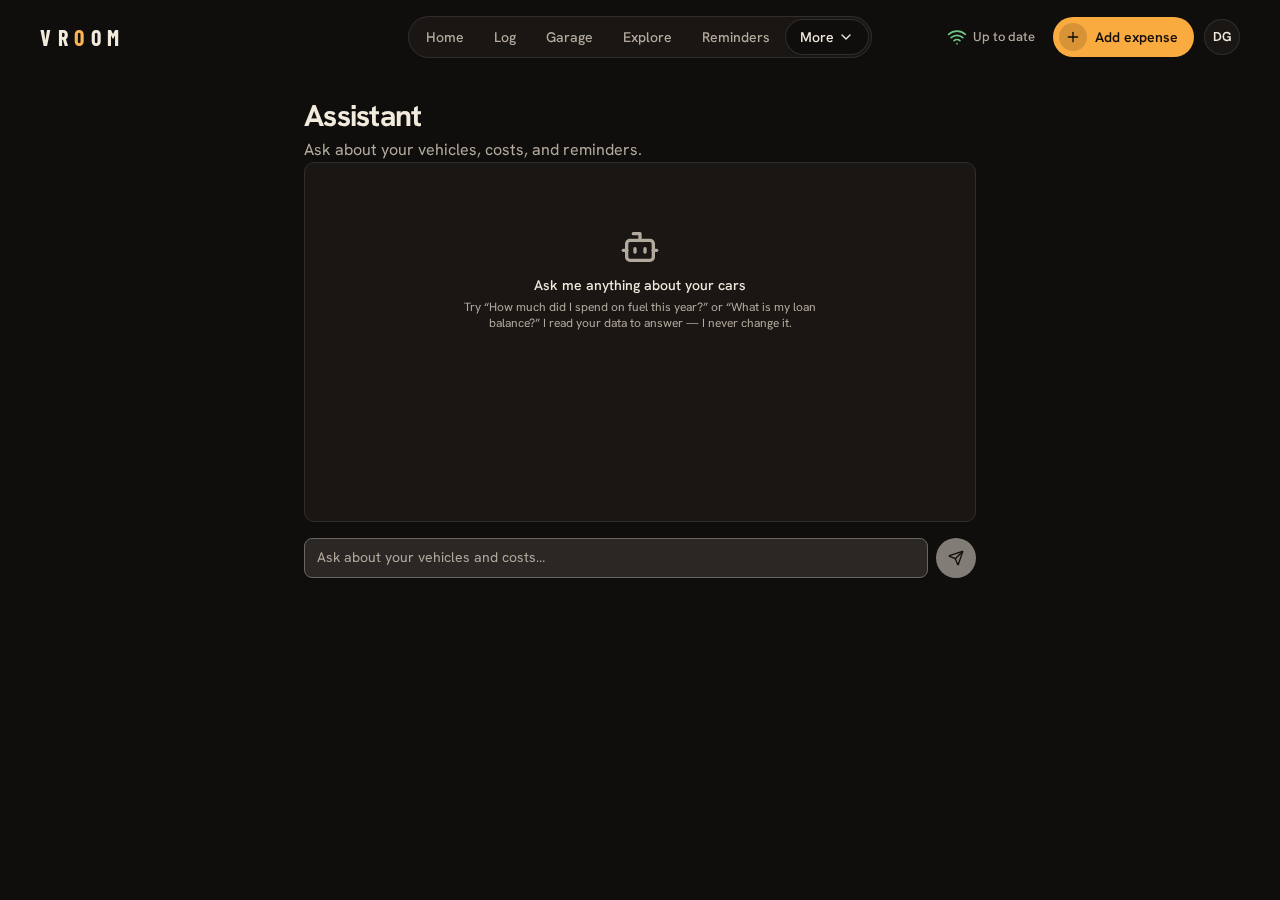 VROOM
Home
Log
Garage
Explore
Reminders
More
Up to date
Add expense
DG
Assistant
Ask about your vehicles, costs, and reminders.
Ask me anything about your cars
Try “How much did I spend on fuel this year?” or “What is my loan
balance?” I read your data to answer — I never change it.
Ask about your vehicles and costs...